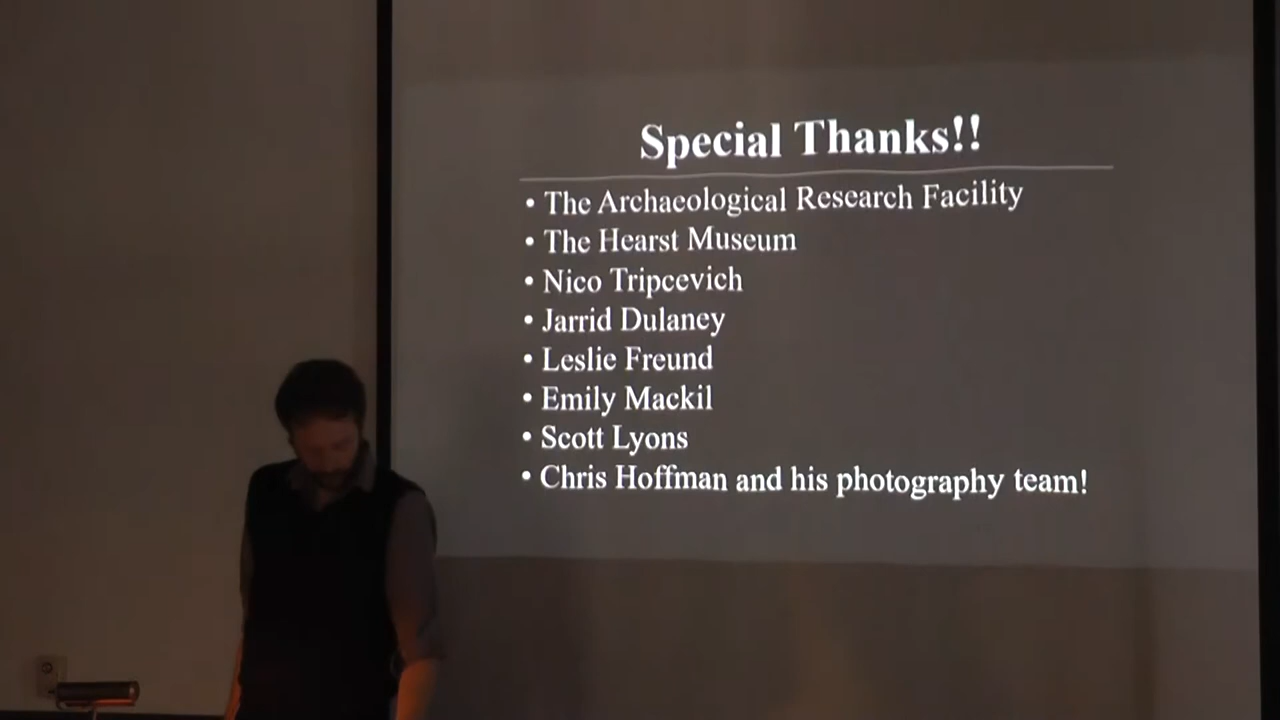 Special Thanks!!
• The Archaeological Research Facility
• The Hearst Museum
• Nico Tripcevich
• Jarrid Dulaney
• Leslie Freund
• Emily Mackil
• Scott Lyons
• Chris Hoffman and his photography team!